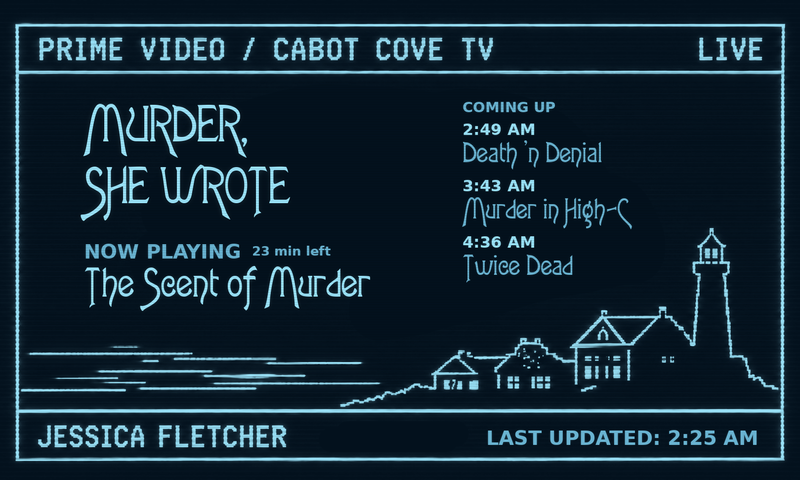 PRIME VIDEO / CABOT COVE TV
LIVE
MURDER,
SHE WROTE
NOW PLAYING 23 min left
The Scent of Murder
COMING UP
2:49 AM
Death 'n Denial
3:43 AM
Murder in High-C
4:36 AM
Twice Dead
JESSICA FLETCHER
LAST UPDATED: 2:25 AM